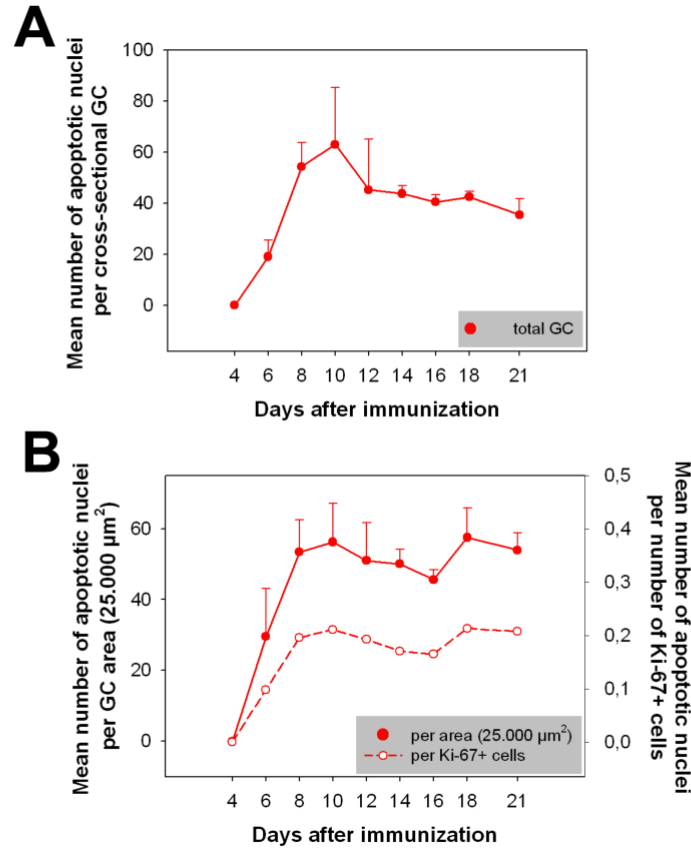 A
Mean number of apoptotic nuclei
per cross-sectional GC
100
80
60
40
20
0
total GC
4 6 8 10 12 14 16 18 21
Days after immunization
B
Mean number of apoptotic nuclei
per GC area (25.000 µm²)
60
40
20
0
0,5
0,4
0,3
0,2
0,1
0,0
Mean number of apoptotic nuclei
per number of Ki-67+ cells
per area (25.000 µm²)
per Ki-67+ cells
4 6 8 10 12 14 16 18 21
Days after immunization